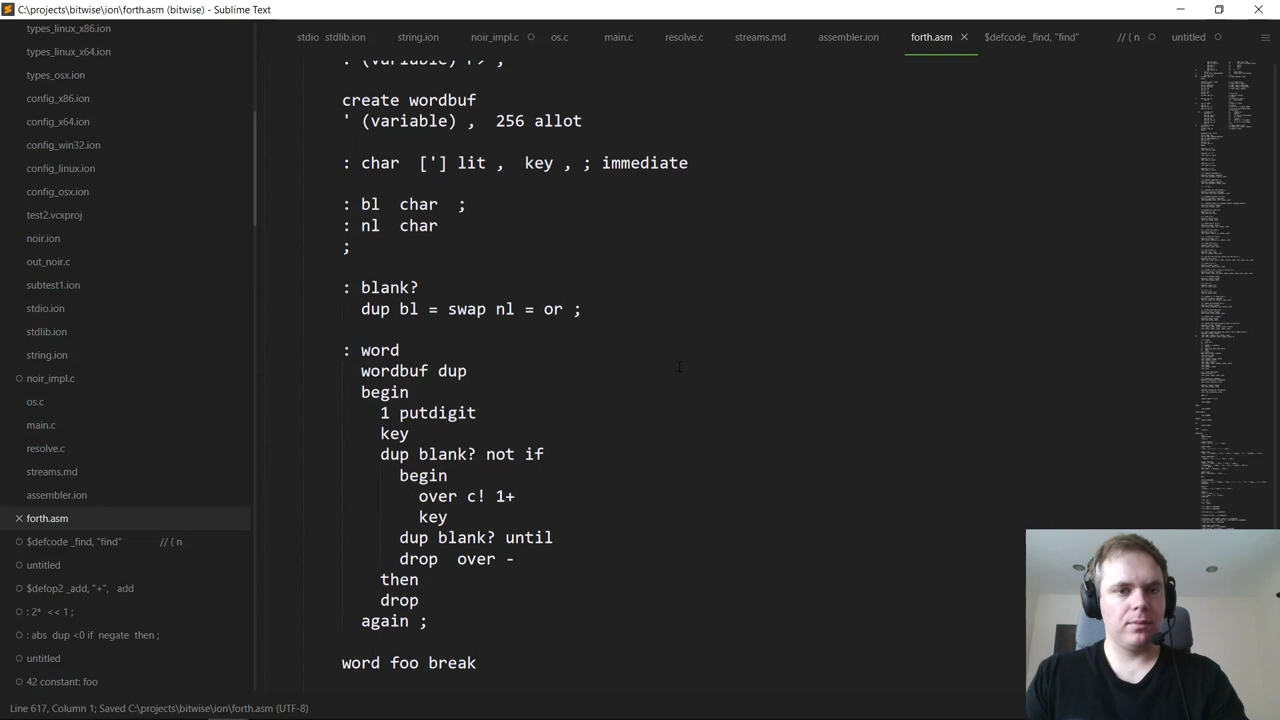 C:\projects\bitwise\ion\forth.asm (bitwise) - Sublime Text
types_linux_x86.ion
types_linux_x64.ion
types_osx.ion
config_x86.ion
config_x64.ion
config_win32.ion
config_linux.ion
config_osx.ion
test2.vcxproj
noir.ion
out_noir.c
subtest1.ion
stdio.ion
stdlib.ion
string.ion
noir_impl.c
os.c
main.c
resolve.c
streams.md
assembler.ion
forth.asm
$defcode _find, "find" // ( n
untitled
$defop2 _add, "+", add
: 2* << 1 ;
: abs dup <0 if negate then ;
untitled
42 constant: foo
stdio stdlib.ion string.ion noir_impl.c os.c main.c resolve.c streams.md assembler.ion forth.asm $defcode _find, "find" // ( n untitled
: (variable) r> ;
create wordbuf
' (variable) , 256 allot
: char ['] lit key , ; immediate
: bl char ;
: nl char
;
: blank?
dup bl = swap nl = or ;
: word
wordbuf dup
begin
1 putdigit
key
dup blank? not if
begin
over c! 1+
key
dup blank? until
drop over -
then
drop
again ;
word foo break
Line 617, Column 1; Saved C:\projects\bitwise\ion\forth.asm (UTF-8)